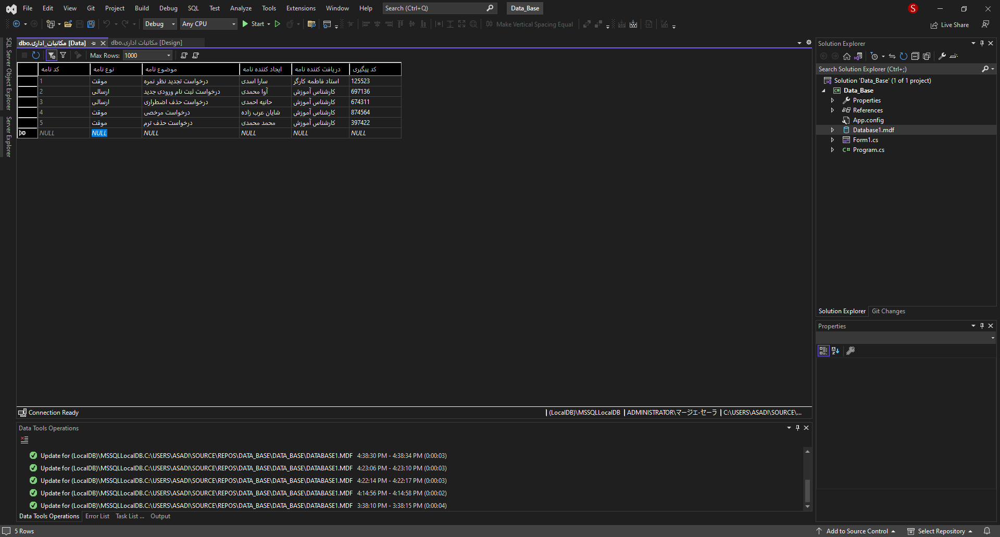 File Edit View Git Project Build Debug SQL Test Analyze Tools Extensions Window Help Search (Ctrl+Q) Data_Base S
Debug Any CPU Start Make Vertical Spacing Equal Live Share
SQL Server Object Explorer
Server Explorer
dbo.مکاتبات_اداری [Data] dbo.مکاتبات اداری [Design]
Max Rows: 1000
کد نامه نوع نامه موضوع نامه ایجاد کننده نامه دریافت کننده نامه کد پیگیری
1 موقت درخواست تجدید نظر نمره سارا اسدی استاد فاطمه کارگر 125523
2 ارسالی درخواست ثبت نام ورودی جدید آوا محمدی کارشناس آموزش 697136
3 ارسالی درخواست حذف اضطراری حانیه احمدی کارشناس آموزش 674311
4 موقت درخواست مرخصی شایان عرب زاده کارشناس آموزش 874564
5 موقت درخواست حذف ترم محمد محمدی کارشناس آموزش 397422
NULL NULL NULL NULL NULL NULL
Connection Ready (LocalDB)\MSSQLLocalDB ADMINISTRATOR\マージエ-セーラ C:\USERS\ASADI\SOURCE\...
Data Tools Operations
Update for (LocalDB)\MSSQLLocalDB.C:\USERS\ASADI\SOURCE\REPOS\DATA_BASE\DATA_BASE\DATABASE1.MDF 4:38:30 PM - 4:38:34 PM (0:00:03)
Update for (LocalDB)\MSSQLLocalDB.C:\USERS\ASADI\SOURCE\REPOS\DATA_BASE\DATA_BASE\DATABASE1.MDF 4:23:06 PM - 4:23:10 PM (0:00:03)
Update for (LocalDB)\MSSQLLocalDB.C:\USERS\ASADI\SOURCE\REPOS\DATA_BASE\DATA_BASE\DATABASE1.MDF 4:22:14 PM - 4:22:17 PM (0:00:03)
Update for (LocalDB)\MSSQLLocalDB.C:\USERS\ASADI\SOURCE\REPOS\DATA_BASE\DATA_BASE\DATABASE1.MDF 4:14:56 PM - 4:14:58 PM (0:00:02)
Update for (LocalDB)\MSSQLLocalDB.C:\USERS\ASADI\SOURCE\REPOS\DATA_BASE\DATA_BASE\DATABASE1.MDF 3:38:10 PM - 3:38:15 PM (0:00:04)
Data Tools Operations Error List Task List ... Output
Solution Explorer
Search Solution Explorer (Ctrl+;)
Solution 'Data_Base' (1 of 1 project)
C# Data_Base
Properties
References
App.config
Database1.mdf
Form1.cs
C# Program.cs
Solution Explorer Git Changes
Properties
5 Rows Add to Source Control Select Repository